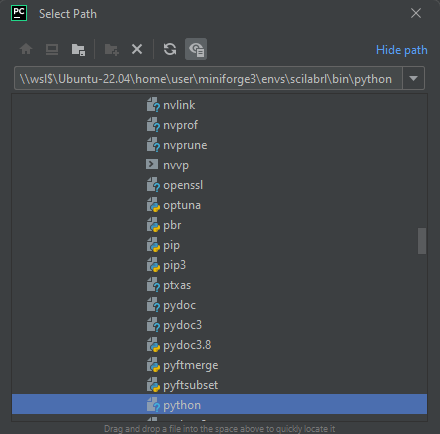 PC Select Path
Hide path
\\wsl$\Ubuntu-22.04\home\user\miniforge3\envs\scilabrl\bin\python
nvlink
nvprof
nvprune
nvvp
openssl
optuna
pbr
pip
pip3
ptxas
pydoc
pydoc3
pydoc3.8
pyftmerge
pyftsubset
python
Drag and drop a file into the space above to quickly locate it